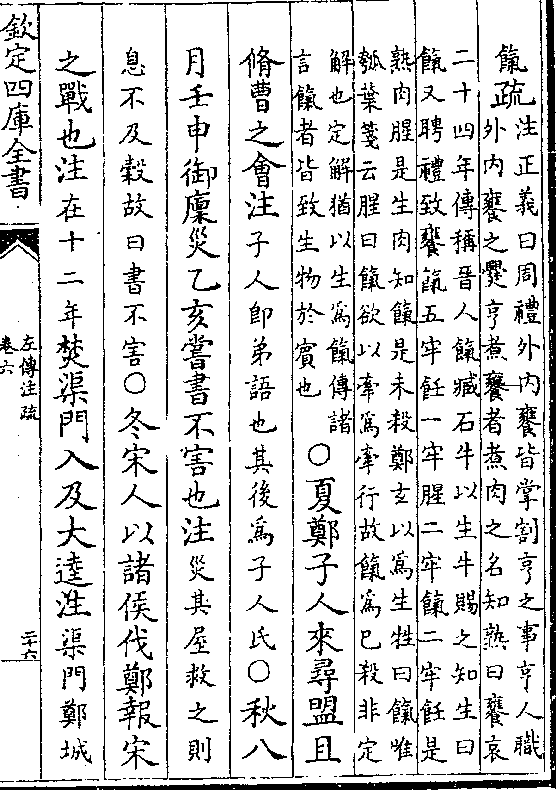 餼疏
注正義曰周禮外内饔皆掌割亨之事亨人職
外内饔之爨亨煮饔者煮肉之名知熟曰饔哀
二十四年傳稱晉人餼臧石牛以生牛賜之知生曰
餼又聘禮致饔餼五牢飪一牢腥二牢餼二牢飪是
熟肉腥是生肉知餼是未殺鄭玄以爲生牲曰餼唯
瓠葉箋云腥曰餼欲以牽爲牽行故餼爲已殺非定
解也定解猶以生爲餼傳諸
言餼者皆致生物於賓也
○夏鄭子人來尋盟且
脩曹之會注子人即弟語也其後爲子人氏○秋八
月壬申御廩災乙亥嘗書不害也注災其屋救之則
息不及穀故曰書不害○冬宋人以諸侯伐鄭報宋
之戰也注在十二年焚渠門入及大逵注渠門鄭城
欽定四庫全書
左傳注疏
卷六
二十六